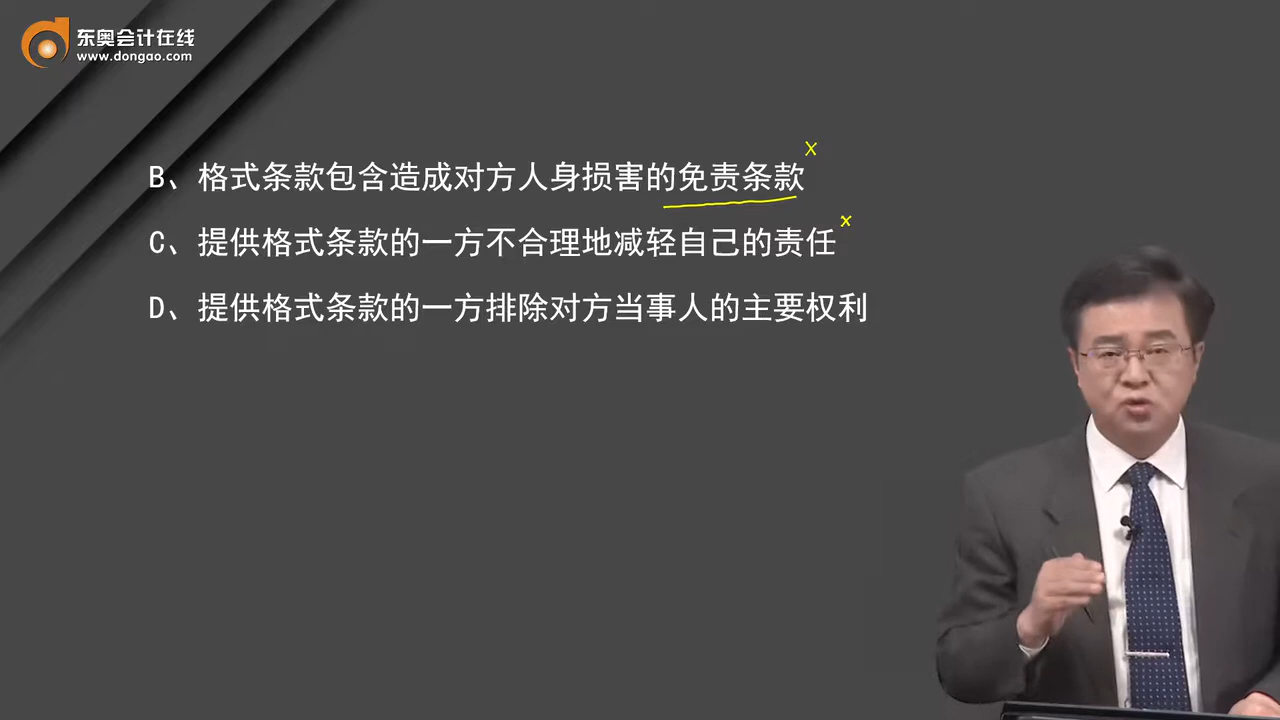 东奥会计在线
www.dongao.com
B、格式条款包含造成对方人身损害的免责条款 x
C、提供格式条款的一方不合理地减轻自己的责任 x
D、提供格式条款的一方排除对方当事人的主要权利